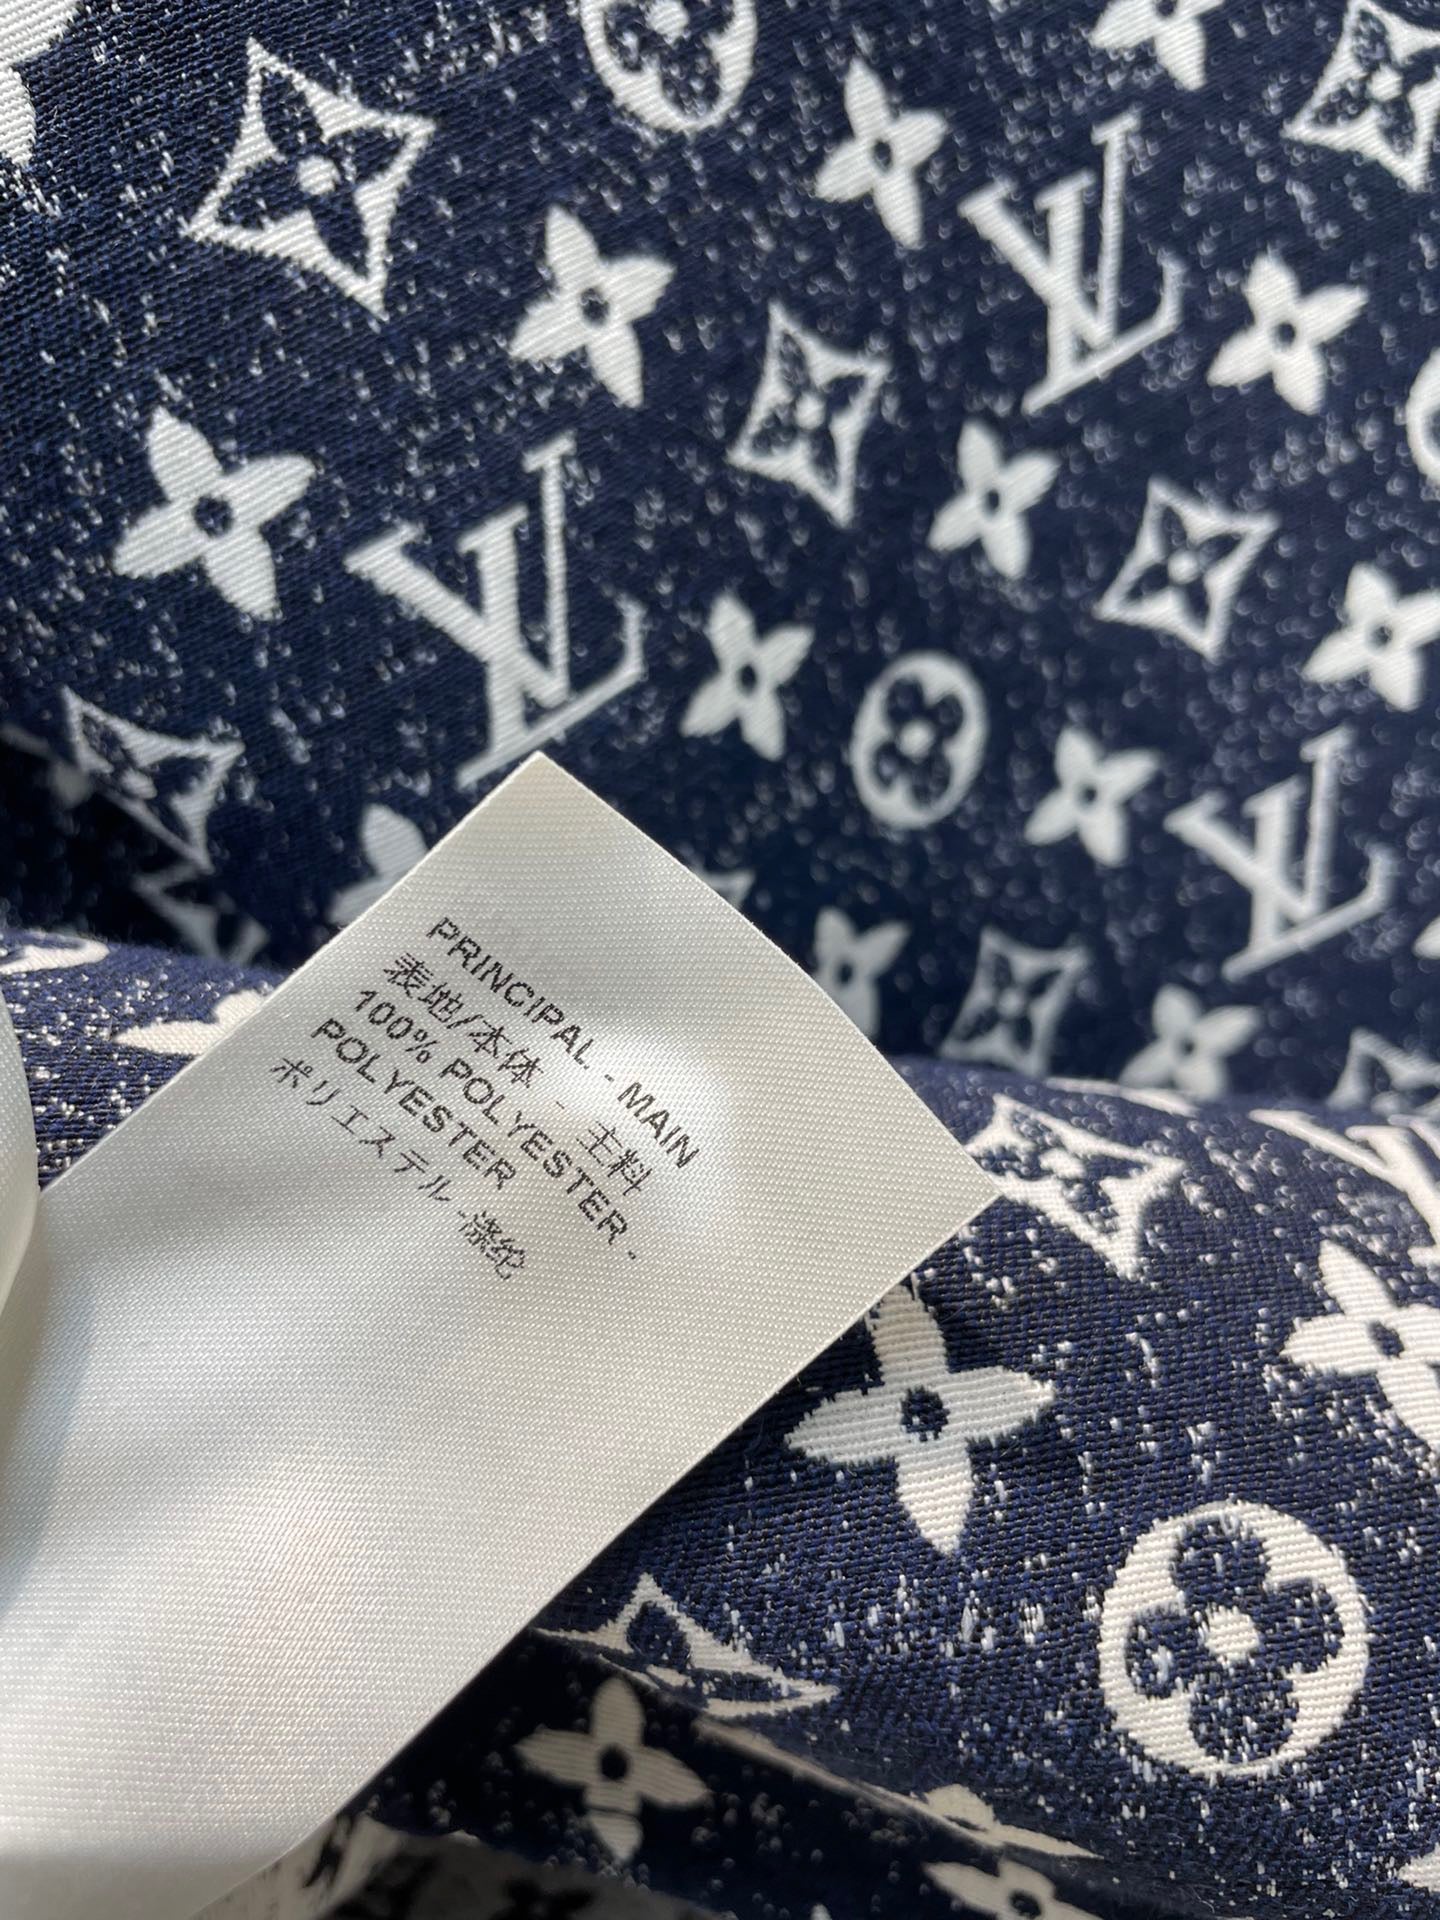 PRINCIPAL - MAIN
表地/本体 - 主料
100% POLYESTER -
POLYESTER
ポリエステル -涤纶